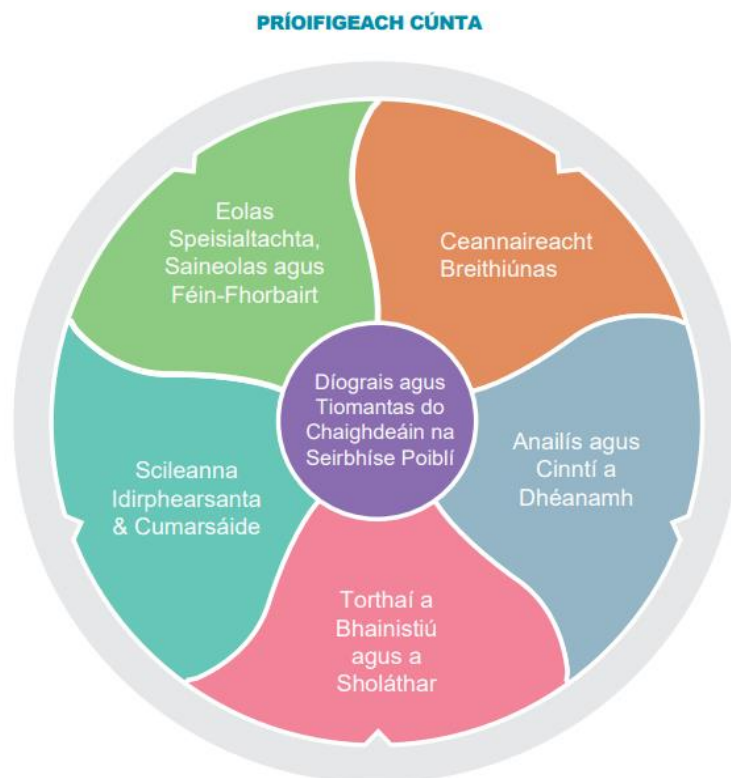 PRÍOIFIGEACH CÚNTA
Eolas
Speisialtachta,
Saineolas agus
Féin-Fhorbairt
Ceannaireacht
Breithiúnas
Díograis agus
Tiomantas do
Chaighdeáin na
Seirbhíse Poiblí
Anailís agus
Cinntí a
Dhéanamh
Scileanna
Idirphearsanta
& Cumarsáide
Torthaí a
Bhainistiú
agus a
Sholáthar